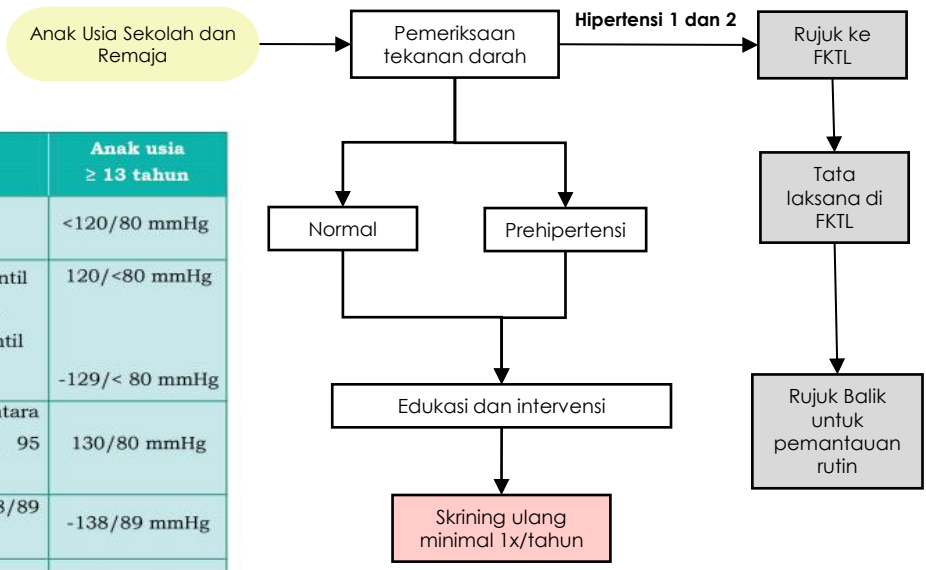 Anak Usia Sekolah dan
Remaja
Pemeriksaan
tekanan darah
Hipertensi 1 dan 2
Rujuk ke
FKTL
Tata
laksana di
FKTL
Rujuk Balik
untuk
pemantauan
rutin
Normal
Prehipertensi
Edukasi dan intervensi
Skrining ulang
minimal 1x/tahun
Anak usia
≥ 13 tahun
<120/80 mmHg
120/<80 mmHg
-129/< 80 mmHg
95
130/80 mmHg
/89
-138/89 mmHg